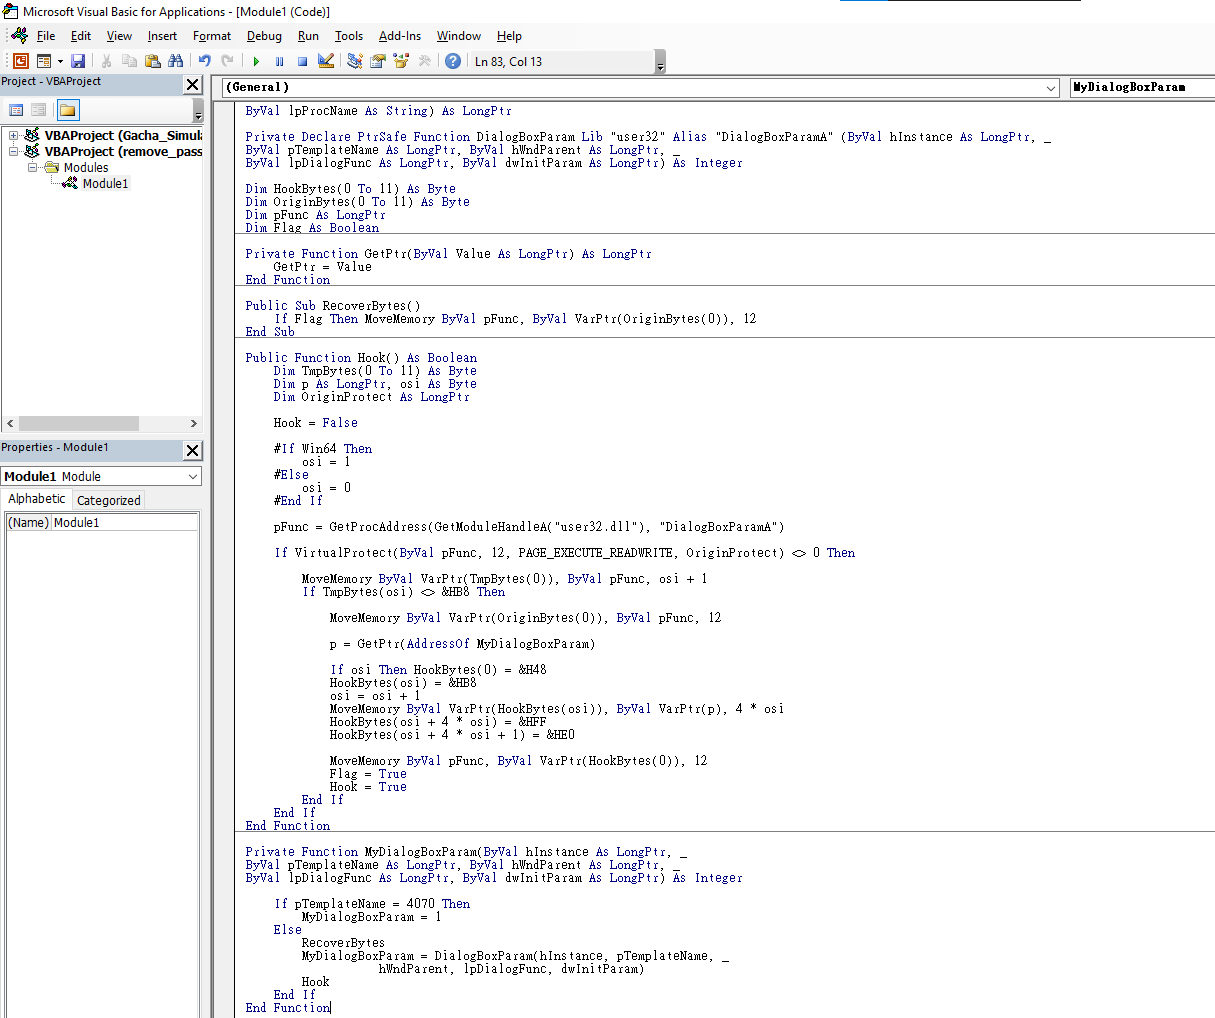 Microsoft Visual Basic for Applications - [Module1 (Code)]
File Edit View Insert Format Debug Run Tools Add-Ins Window Help
Ln 83, Col 13
Project - VBAProject
VBAProject (Gacha_Simula
VBAProject (remove_pass
Modules
Module1
Properties - Module1
Module1 Module
Alphabetic Categorized
(Name) Module1
(General)
MyDialogBoxParam
ByVal lpProcName As String) As LongPtr
Private Declare PtrSafe Function DialogBoxParam Lib "user32" Alias "DialogBoxParamA" (ByVal hInstance As LongPtr, _
ByVal pTemplateName As LongPtr, ByVal hWndParent As LongPtr, _
ByVal lpDialogFunc As LongPtr, ByVal dwInitParam As LongPtr) As Integer
Dim HookBytes(0 To 11) As Byte
Dim OriginBytes(0 To 11) As Byte
Dim pFunc As LongPtr
Dim Flag As Boolean
Private Function GetPtr(ByVal Value As LongPtr) As LongPtr
GetPtr = Value
End Function
Public Sub RecoverBytes()
If Flag Then MoveMemory ByVal pFunc, ByVal VarPtr(OriginBytes(0)), 12
End Sub
Public Function Hook() As Boolean
Dim TmpBytes(0 To 11) As Byte
Dim p As LongPtr, osi As Byte
Dim OriginProtect As LongPtr
Hook = False
#If Win64 Then
osi = 1
#Else
osi = 0
#End If
pFunc = GetProcAddress(GetModuleHandleA("user32.dll"), "DialogBoxParamA")
If VirtualProtect(ByVal pFunc, 12, PAGE_EXECUTE_READWRITE, OriginProtect) <> 0 Then
MoveMemory ByVal VarPtr(TmpBytes(0)), ByVal pFunc, osi + 1
If TmpBytes(osi) <> &HB8 Then
MoveMemory ByVal VarPtr(OriginBytes(0)), ByVal pFunc, 12
p = GetPtr(AddressOf MyDialogBoxParam)
If osi Then HookBytes(0) = &H48
HookBytes(osi) = &HB8
osi = osi + 1
MoveMemory ByVal VarPtr(HookBytes(osi)), ByVal VarPtr(p), 4 * osi
HookBytes(osi + 4 * osi) = &HFF
HookBytes(osi + 4 * osi + 1) = &HE0
MoveMemory ByVal pFunc, ByVal VarPtr(HookBytes(0)), 12
Flag = True
Hook = True
End If
End If
End Function
Private Function MyDialogBoxParam(ByVal hInstance As LongPtr, _
ByVal pTemplateName As LongPtr, ByVal hWndParent As LongPtr, _
ByVal lpDialogFunc As LongPtr, ByVal dwInitParam As LongPtr) As Integer
If pTemplateName = 4070 Then
MyDialogBoxParam = 1
Else
RecoverBytes
MyDialogBoxParam = DialogBoxParam(hInstance, pTemplateName, _
hWndParent, lpDialogFunc, dwInitParam)
Hook
End If
End Function